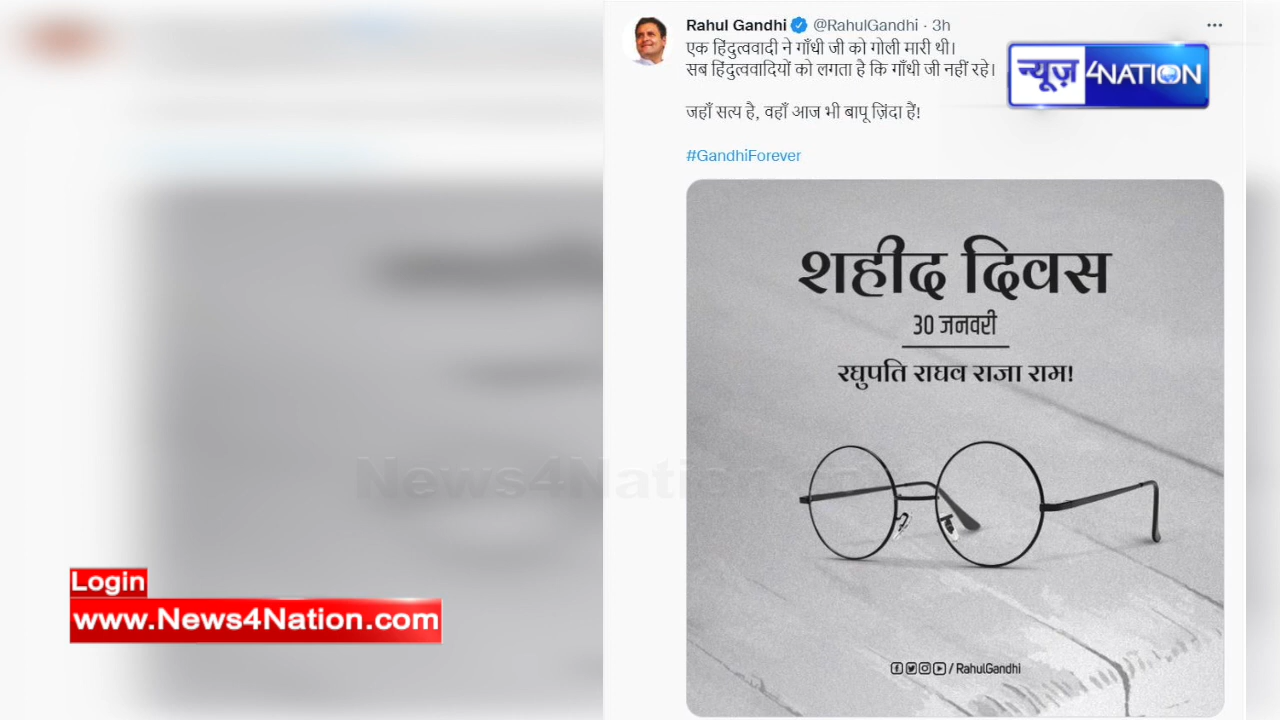 Rahul Gandhi @RahulGandhi · 3h
एक हिंदुत्ववादी ने गाँधी जी को गोली मारी थी।
सब हिंदुत्ववादियों को लगता है कि गाँधी जी नहीं रहे।
जहाँ सत्य है, वहाँ आज भी बापू ज़िंदा हैं!
#GandhiForever
न्यूज़ 4NATION
शहीद दिवस
30 जनवरी
रघुपति राघव राजा राम!
News4Nation
/ RahulGandhi
Login
www.News4Nation.com